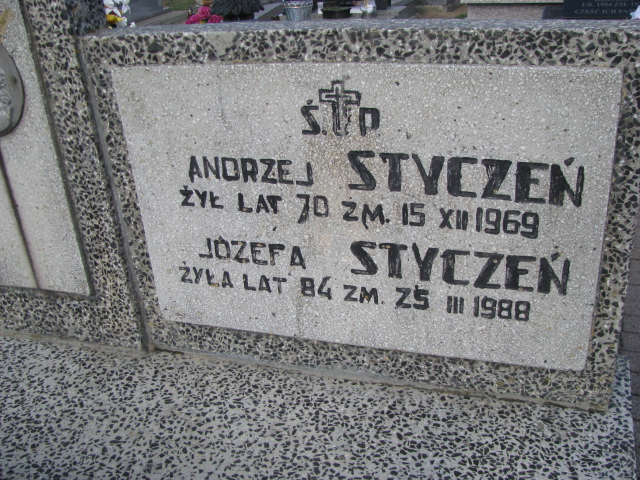 Ś.P
ANDRZEJ STYCZEŃ
ŻYŁ LAT 70 ZM. 15 XII 1969
JÓZEFA STYCZEŃ
ŻYŁA LAT 84 ZM. 25 III 1988